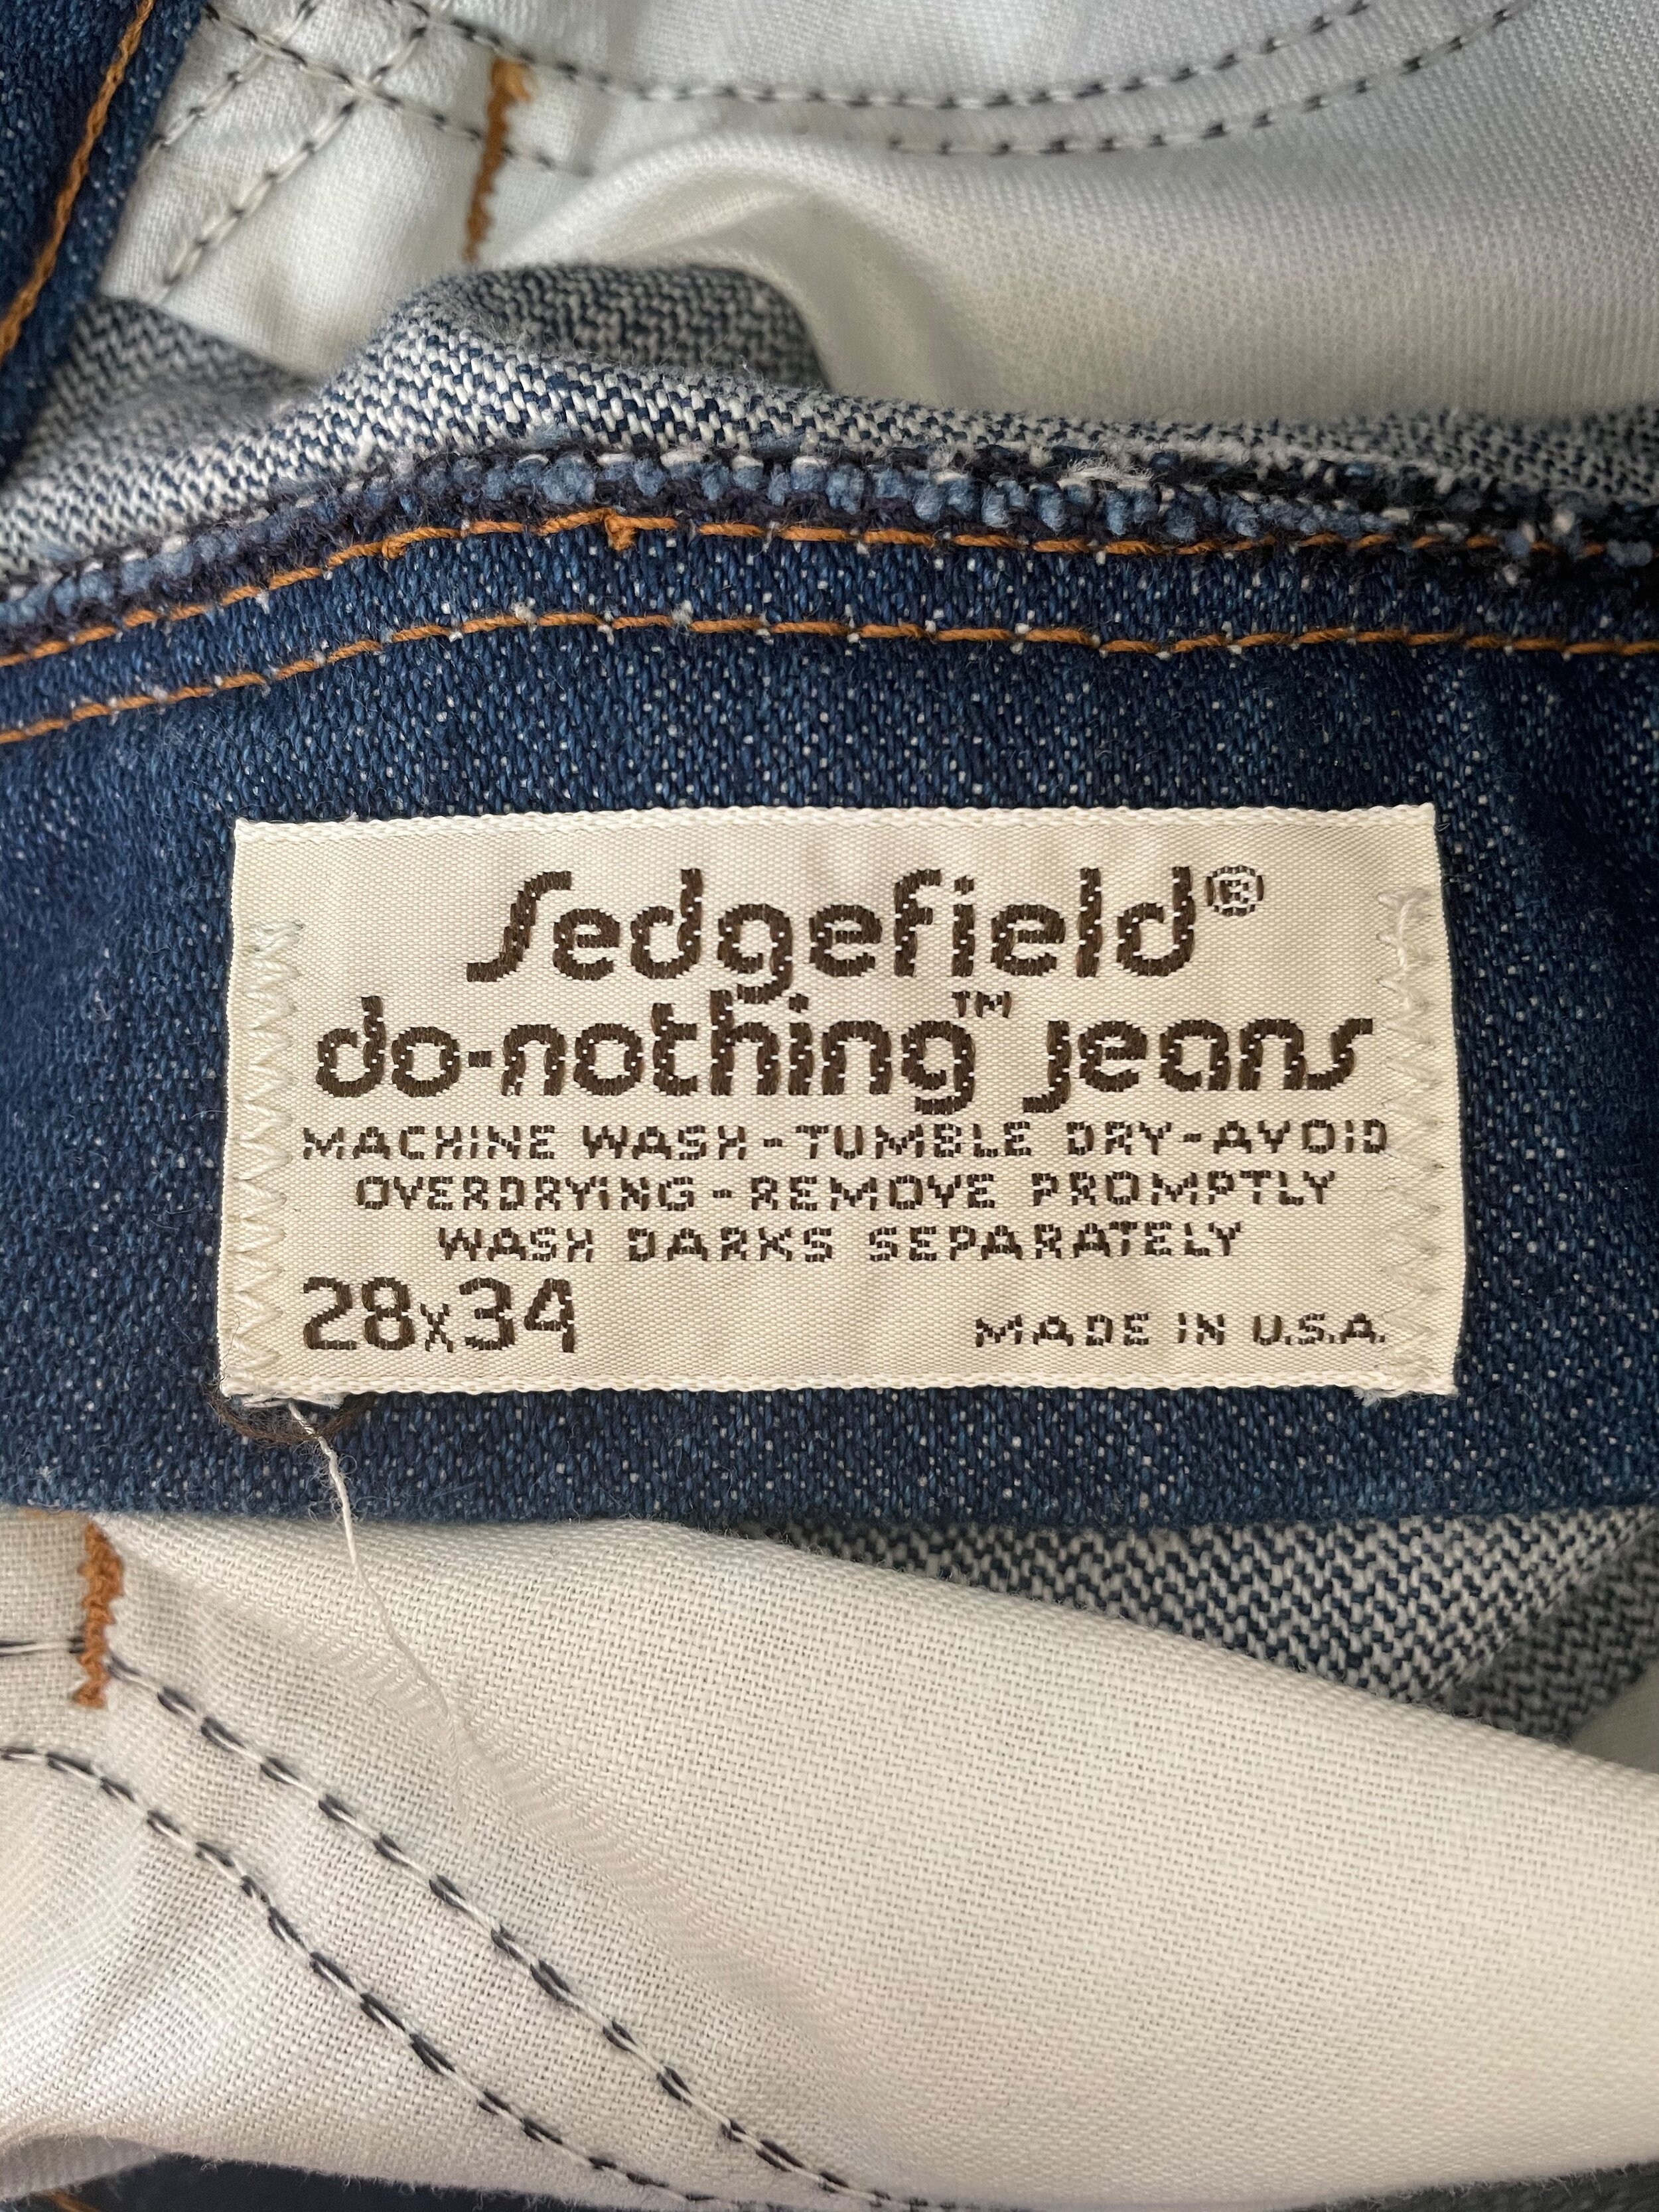 Sedgefield®
do-nothing™ jeans
MACHINE WASH-TUMBLE DRY-AVOID
OVERDRYING-REMOVE PROMPTLY
WASH DARKS SEPARATELY
28x34 MADE IN U.S.A.